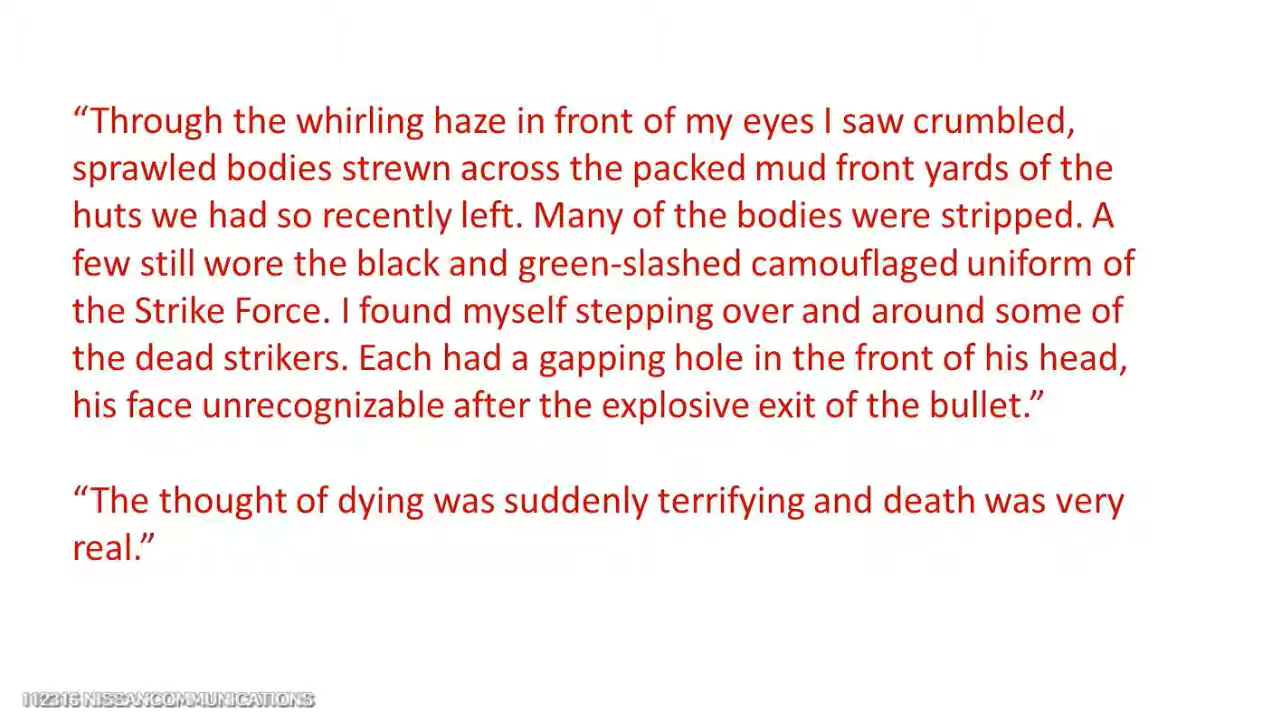 “Through the whirling haze in front of my eyes I saw crumbled,
sprawled bodies strewn across the packed mud front yards of the
huts we had so recently left. Many of the bodies were stripped. A
few still wore the black and green-slashed camouflaged uniform of
the Strike Force. I found myself stepping over and around some of
the dead strikers. Each had a gapping hole in the front of his head,
his face unrecognizable after the explosive exit of the bullet.”
“The thought of dying was suddenly terrifying and death was very
real.”
112316 NISSANCOMMUNICATIONS